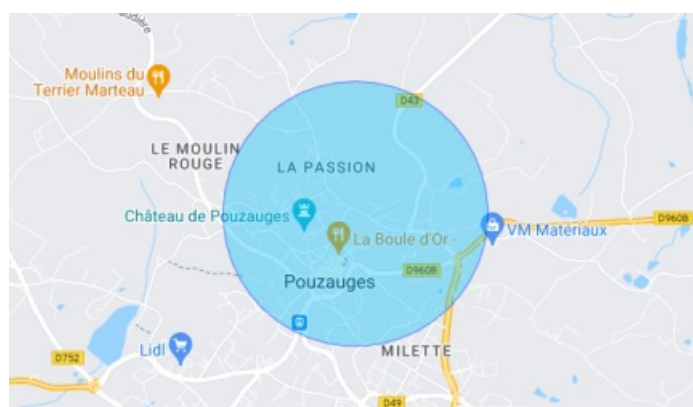 Moulins du
Terrier Marteau
D43
LE MOULIN
ROUGE
LA PASSION
Château de Pouzauges
La Boule d'Or -
VM Matériaux
D960B
D960B
Pouzauges
Lidl
MILETTE
D752
D49